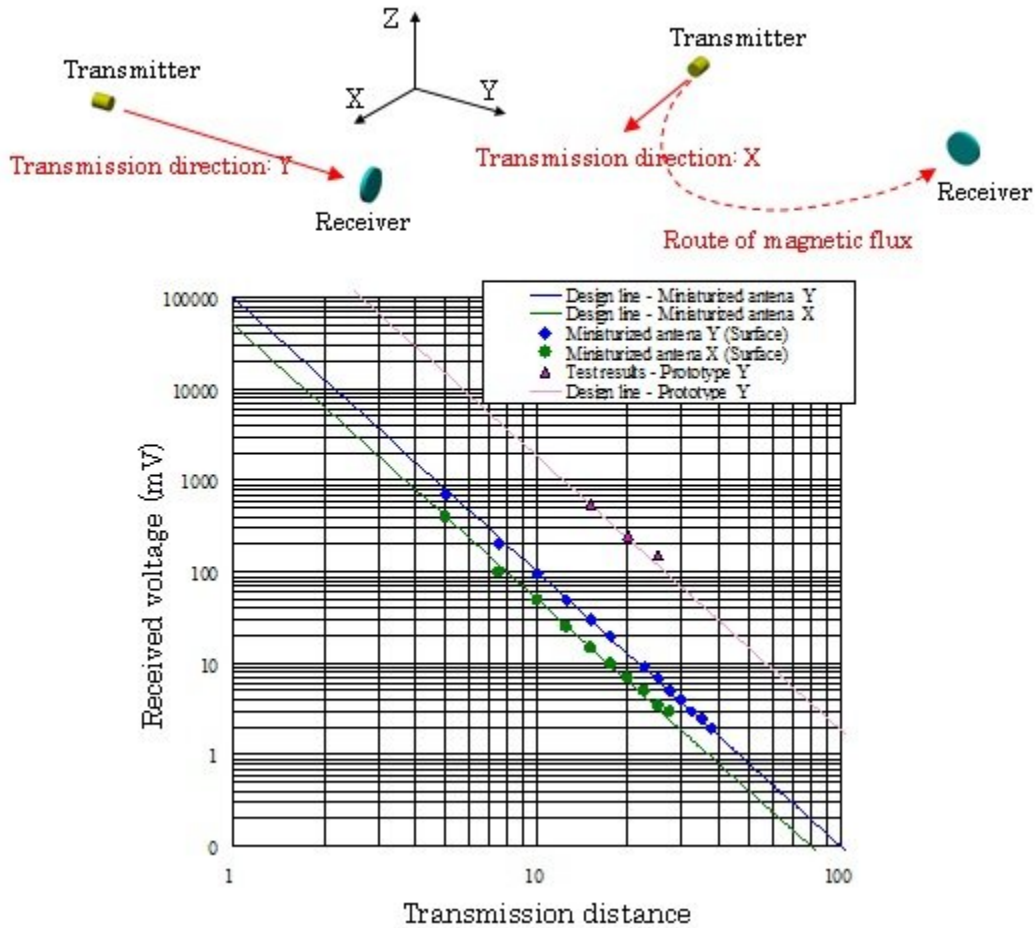 Transmitter
Transmission direction: Y
Receiver
Z
X
Y
Transmitter
Transmission direction: X
Receiver
Route of magnetic flux
Design line - Miniaturized antena Y
Design line - Miniaturized antena X
Miniaturized antena Y (Surface)
Miniaturized antena X (Surface)
Test results - Prototype Y
Design line - Prototype Y
Received voltage (mV)
100000
10000
1000
100
10
1
0
1
10
100
Transmission distance